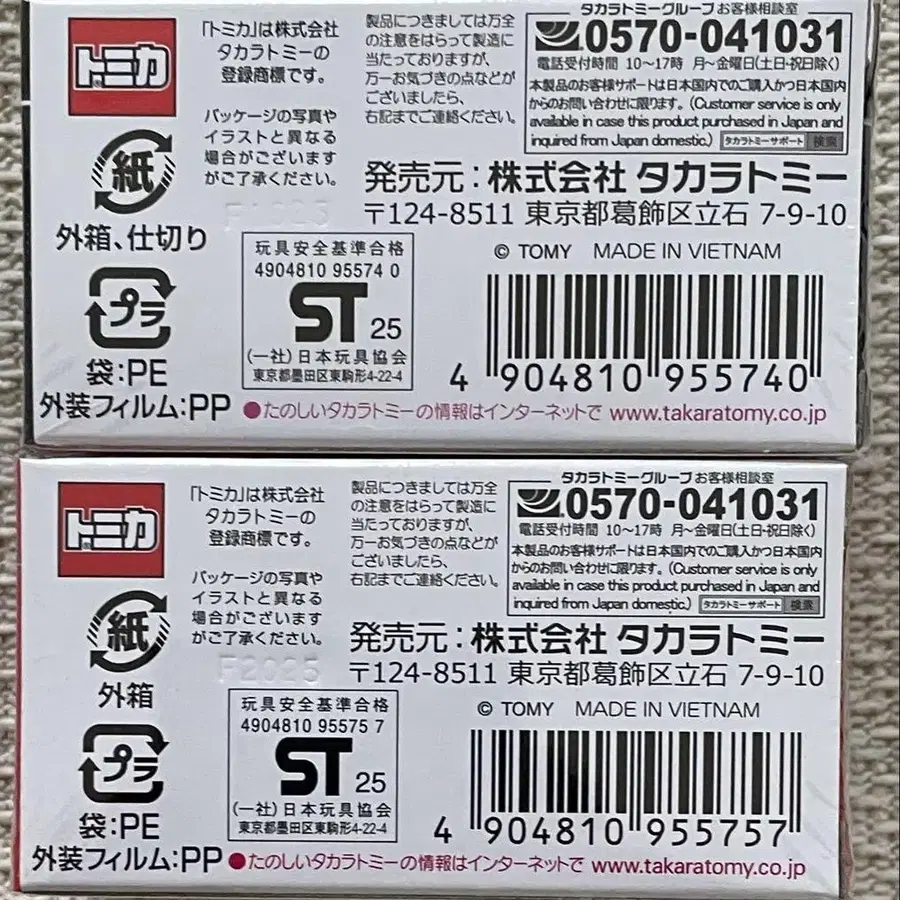 トミカ
「トミカ」は株式会社
タカラトミーの
登録商標です。
パッケージの写真や
イラストと異なる
場合がございます
がご了承ください。
製品につきましては万全
の注意をはらって製造に
当たっておりますが、
万一お気づきの点などが
ございましたら、
右記までご連絡ください。
タカラトミーグループお客様相談室
0570-041031
電話受付時間 10〜17時 月〜金曜日(土日・祝日除く)
本製品のお客様サポートは日本国内でのご購入かつ日本国内
からのお問い合わせに限ります。(Customer service is only
available in case this product purchased in Japan and
inquired from Japan domestic.) タカラトミーサポート 検索
発売元:株式会社 タカラトミー
〒124-8511 東京都葛飾区立石 7-9-10
© TOMY MADE IN VIETNAM
紙
外箱、仕切り
プラ
袋:PE
外装フィルム:PP
玩具安全基準合格
4904810 95574 0
ST 25
(一社)日本玩具協会
東京都墨田区東駒形4-22-4
4 904810 955740
●たのしいタカラトミーの情報はインターネットで www.takaratomy.co.jp
トミカ
「トミカ」は株式会社
タカラトミーの
登録商標です。
パッケージの写真や
イラストと異なる
場合がございます
がご了承ください。
F2025
製品につきましては万全
の注意をはらって製造に
当たっておりますが、
万一お気づきの点などが
ございましたら、
右記までご連絡ください。
タカラトミーグループお客様相談室
0570-041031
電話受付時間 10〜17時 月〜金曜日(土日・祝日除く)
本製品のお客様サポートは日本国内でのご購入かつ日本国内
からのお問い合わせに限ります。(Customer service is only
available in case this product purchased in Japan and
inquired from Japan domestic.) タカラトミーサポート 検索
発売元:株式会社 タカラトミー
〒124-8511 東京都葛飾区立石 7-9-10
© TOMY MADE IN VIETNAM
紙
外箱
プラ
袋:PE
外装フィルム:PP
玩具安全基準合格
4904810 95575 7
ST 25
(一社)日本玩具協会
東京都墨田区東駒形4-22-4
4 904810 955757
●たのしいタカラトミーの情報はインターネットで www.takaratomy.co.jp